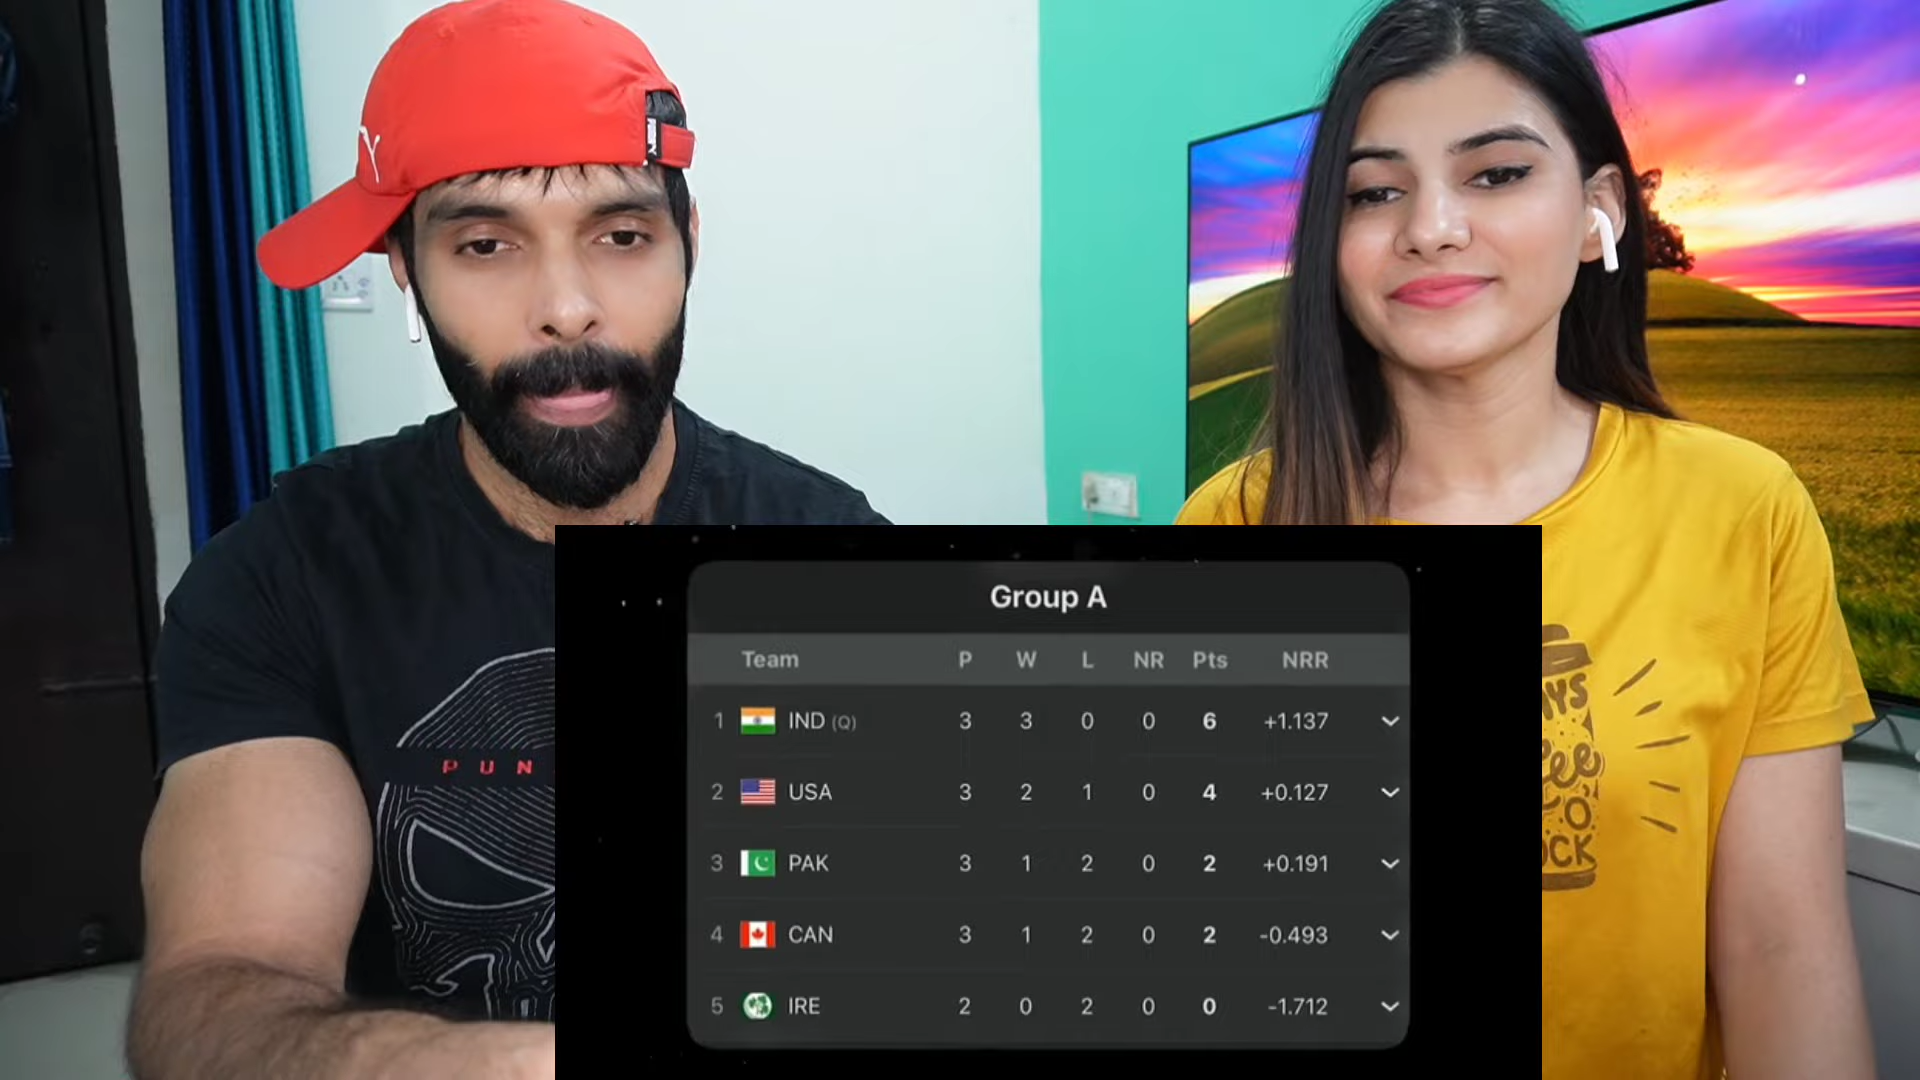 PUN
Group A
Team P W L NR Pts NRR
1 IND (Q) 3 3 0 0 6 +1.137
2 USA 3 2 1 0 4 +0.127
3 PAK 3 1 2 0 2 +0.191
4 CAN 3 1 2 0 2 -0.493
5 IRE 2 0 2 0 0 -1.712